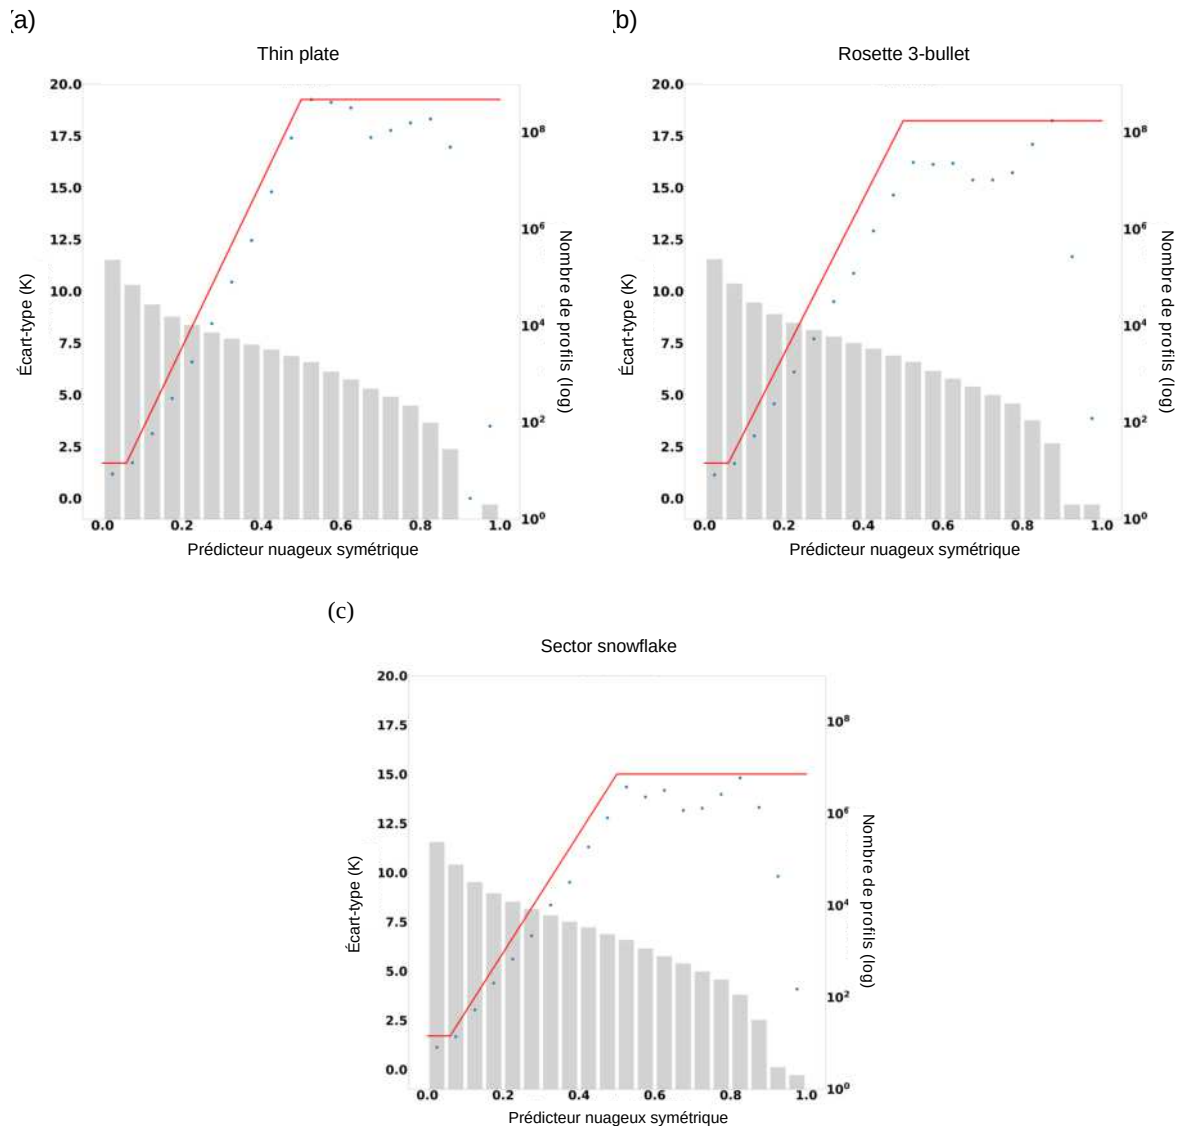 (a)
Thin plate
20.0
17.5
15.0
12.5
10.0
7.5
5.0
2.5
0.0
Écart-type (K)
10⁸
10⁶
10⁴
10²
10⁰
Nombre de profils (log)
0.0 0.2 0.4 0.6 0.8 1.0
Prédicteur nuageux symétrique
(b)
Rosette 3-bullet
20.0
17.5
15.0
12.5
10.0
7.5
5.0
2.5
0.0
Écart-type (K)
10⁸
10⁶
10⁴
10²
10⁰
Nombre de profils (log)
0.0 0.2 0.4 0.6 0.8 1.0
Prédicteur nuageux symétrique
(c)
Sector snowflake
20.0
17.5
15.0
12.5
10.0
7.5
5.0
2.5
0.0
Écart-type (K)
10⁸
10⁶
10⁴
10²
10⁰
Nombre de profils (log)
0.0 0.2 0.4 0.6 0.8 1.0
Prédicteur nuageux symétrique